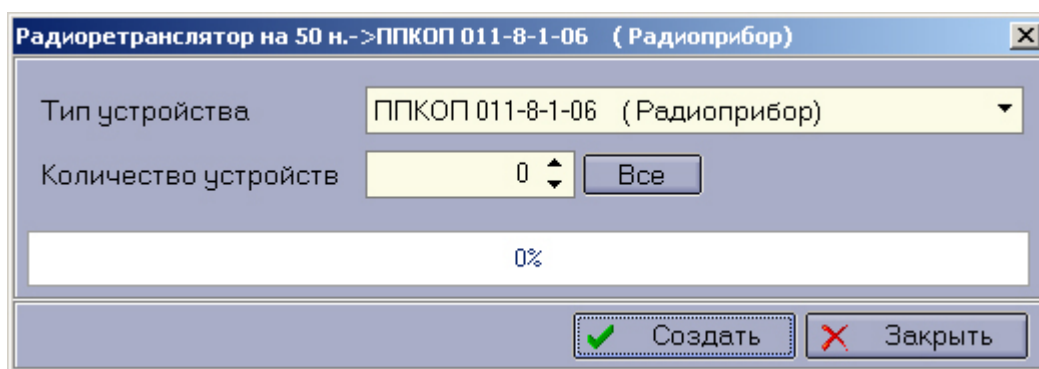 Радиоретранслятор на 50 н.->ППКОП 011-8-1-06 (Радиоприбор)
Тип устройства ППКОП 011-8-1-06 (Радиоприбор)
Количество устройств 0 Все
0%
Создать Закрыть